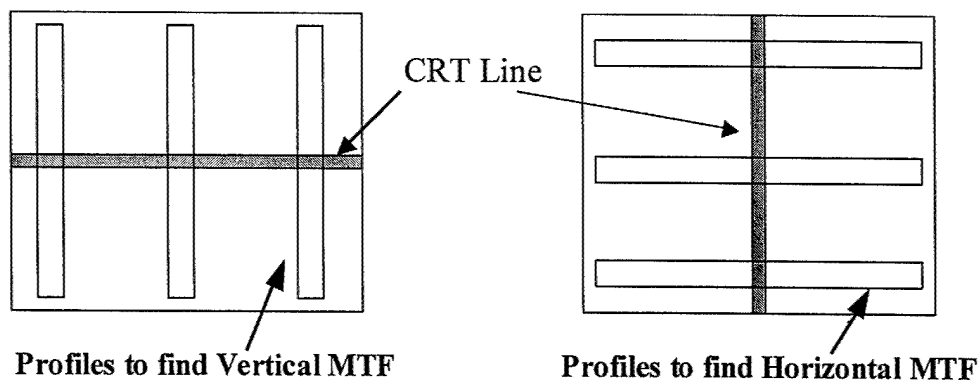 CRT Line
Profiles to find Vertical MTF
Profiles to find Horizontal MTF